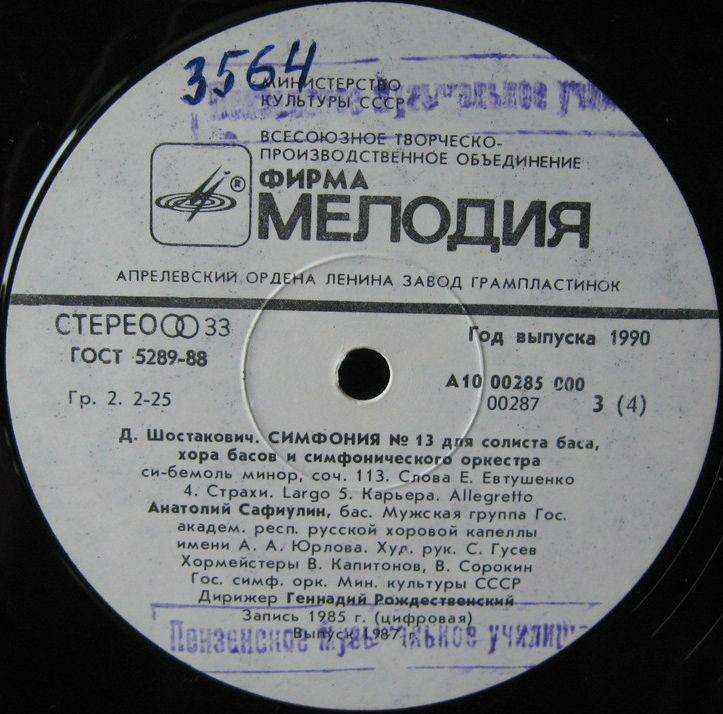 3564
МИНИСТЕРСТВО
КУЛЬТУРЫ СССР
ВСЕСОЮЗНОЕ ТВОРЧЕСКО-
ПРОИЗВОДСТВЕННОЕ ОБЪЕДИНЕНИЕ
®
ФИРМА
МЕЛОДИЯ
АПРЕЛЕВСКИЙ ОРДЕНА ЛЕНИНА ЗАВОД ГРАМПЛАСТИНОК
СТЕРЕО 33
Год выпуска 1990
ГОСТ 5289-88
А10 00285 000
Гр. 2. 2-25
00287 3 (4)
Д. Шостакович. СИМФОНИЯ № 13 для солиста баса,
хора басов и симфонического оркестра
си-бемоль минор, соч. 113. Слова Е. Евтушенко
4. Страхи. Largo 5. Карьера. Allegretto
Анатолий Сафиулин, бас. Мужская группа Гос.
академ. респ. русской хоровой капеллы
имени А. А. Юрлова. Худ. рук. С. Гусев
Хормейстеры В. Капитонов, В. Сорокин
Гос. симф. орк. Мин. культуры СССР
Дирижер Геннадий Рождественский
Запись 1985 г. (цифровая)
Выпуск 1987 г.
Пензенское